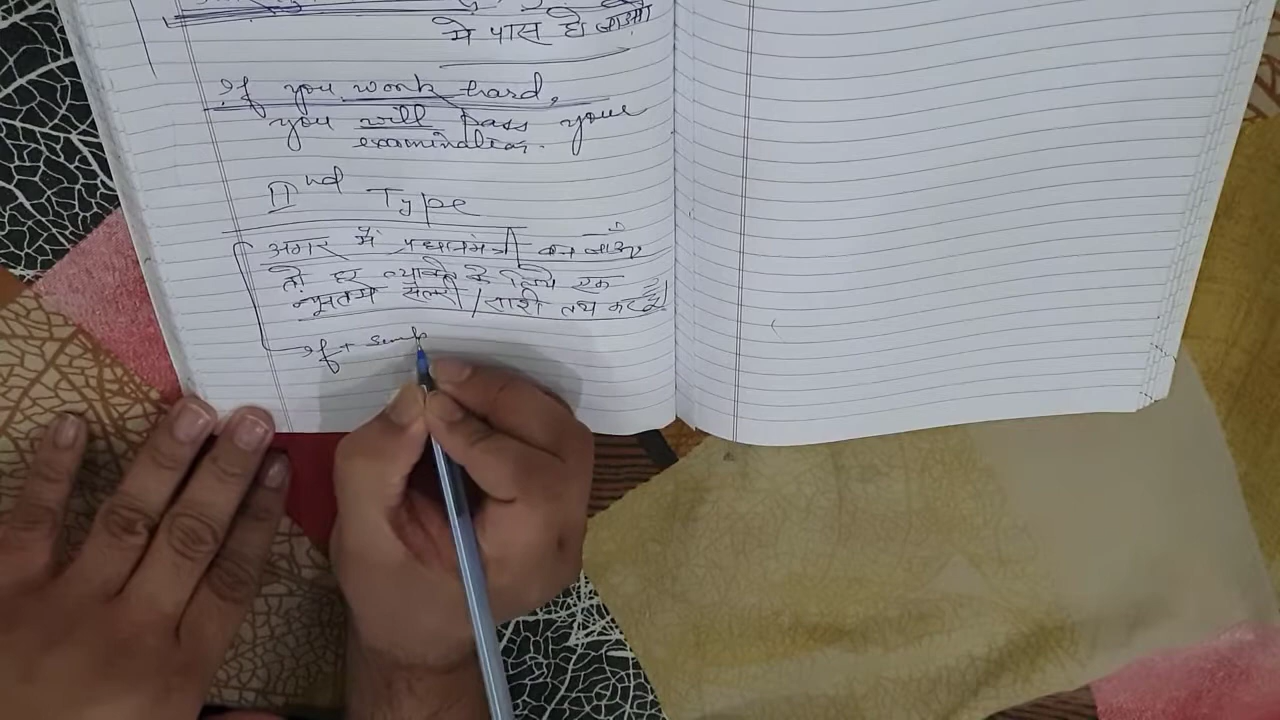 में पास हो जाओगे
If you work hard,
you will pass your
examination.
IInd Type
अगर मैं प्रधानमंत्री बन जाऊँ
तो हर व्यक्ति के लिये एक
न्यूनतम सैलरी / राशी तय कर
If + Simp